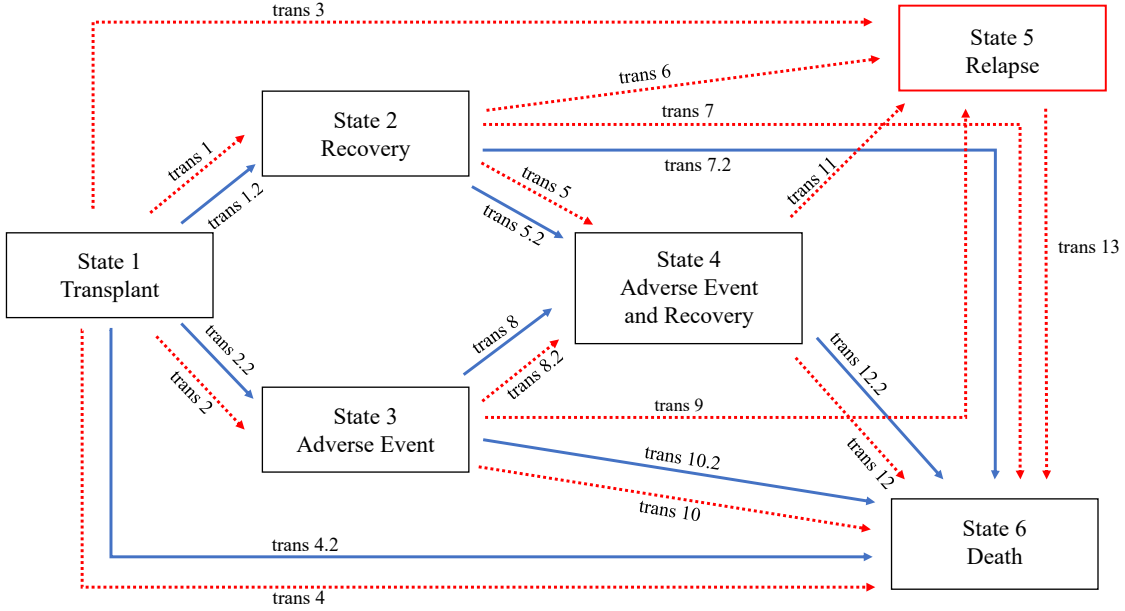 trans 3
State 5
Relapse
trans 6
trans 7
State 2
Recovery
trans 1
trans 1.2
trans 7.2
trans 5
trans 5.2
trans 11
State 1
Transplant
State 4
Adverse Event
and Recovery
trans 13
trans 2.2
trans 2
trans 8
trans 8.2
trans 12.2
State 3
Adverse Event
trans 9
trans 10.2
trans 12
trans 10
State 6
Death
trans 4.2
trans 4